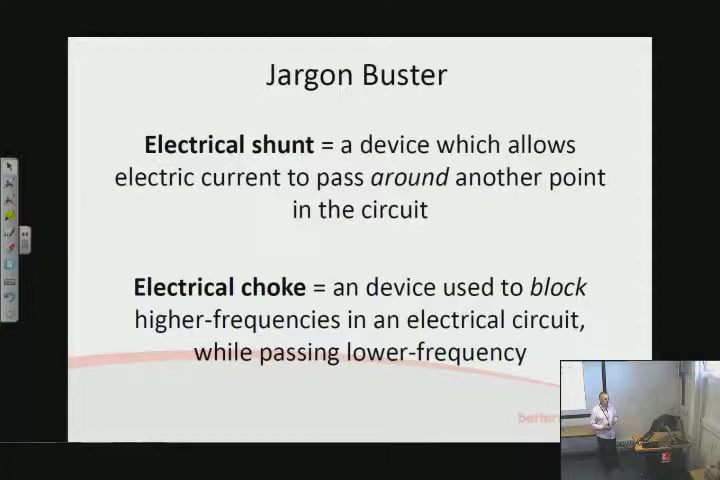 Jargon Buster
Electrical shunt = a device which allows
electric current to pass around another point
in the circuit
Electrical choke = an device used to block
higher-frequencies in an electrical circuit,
while passing lower-frequency